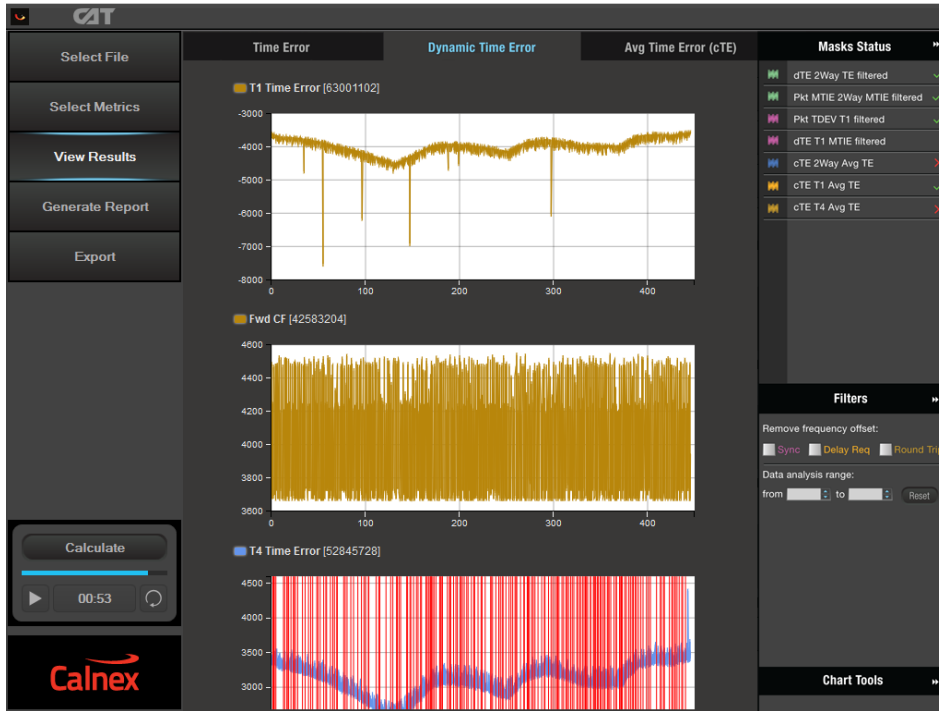 CAT
Select File
Select Metrics
View Results
Generate Report
Export
Calculate
00:53
Calnex
Time Error
Dynamic Time Error
Avg Time Error (cTE)
T1 Time Error [63001102]
-3000
-4000
-5000
-6000
-7000
-8000
0 100 200 300 400
Fwd CF [42583204]
4600
4400
4200
4000
3800
3600
0 100 200 300 400
T4 Time Error [52845728]
4500
4000
3500
3000
Masks Status
dTE 2Way TE filtered
Pkt MTIE 2Way MTIE filtered
Pkt TDEV T1 filtered
dTE T1 MTIE filtered
cTE 2Way Avg TE
cTE T1 Avg TE
cTE T4 Avg TE
Filters
Remove frequency offset:
Sync Delay Req Round Trip
Data analysis range:
from to Reset
Chart Tools